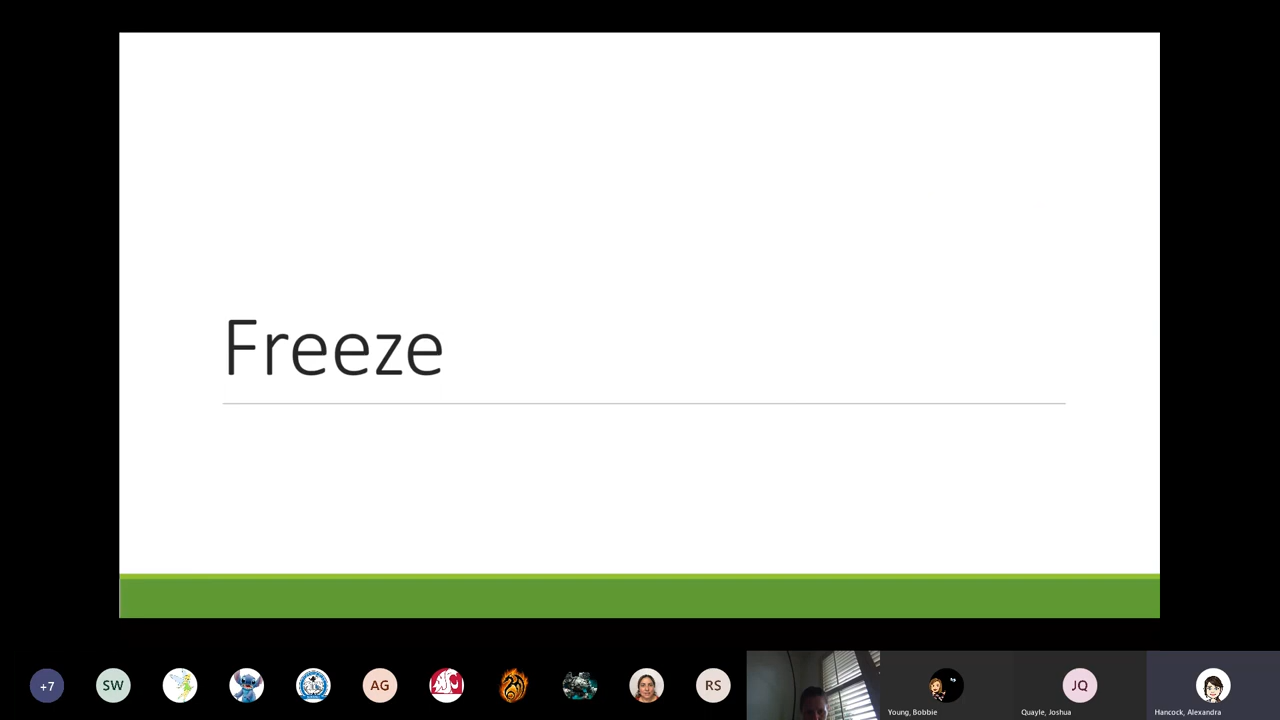 Freeze
+7
SW
AG
RS
JQ
Young, Bobbie
Quayle, Joshua
Hancock, Alexandra